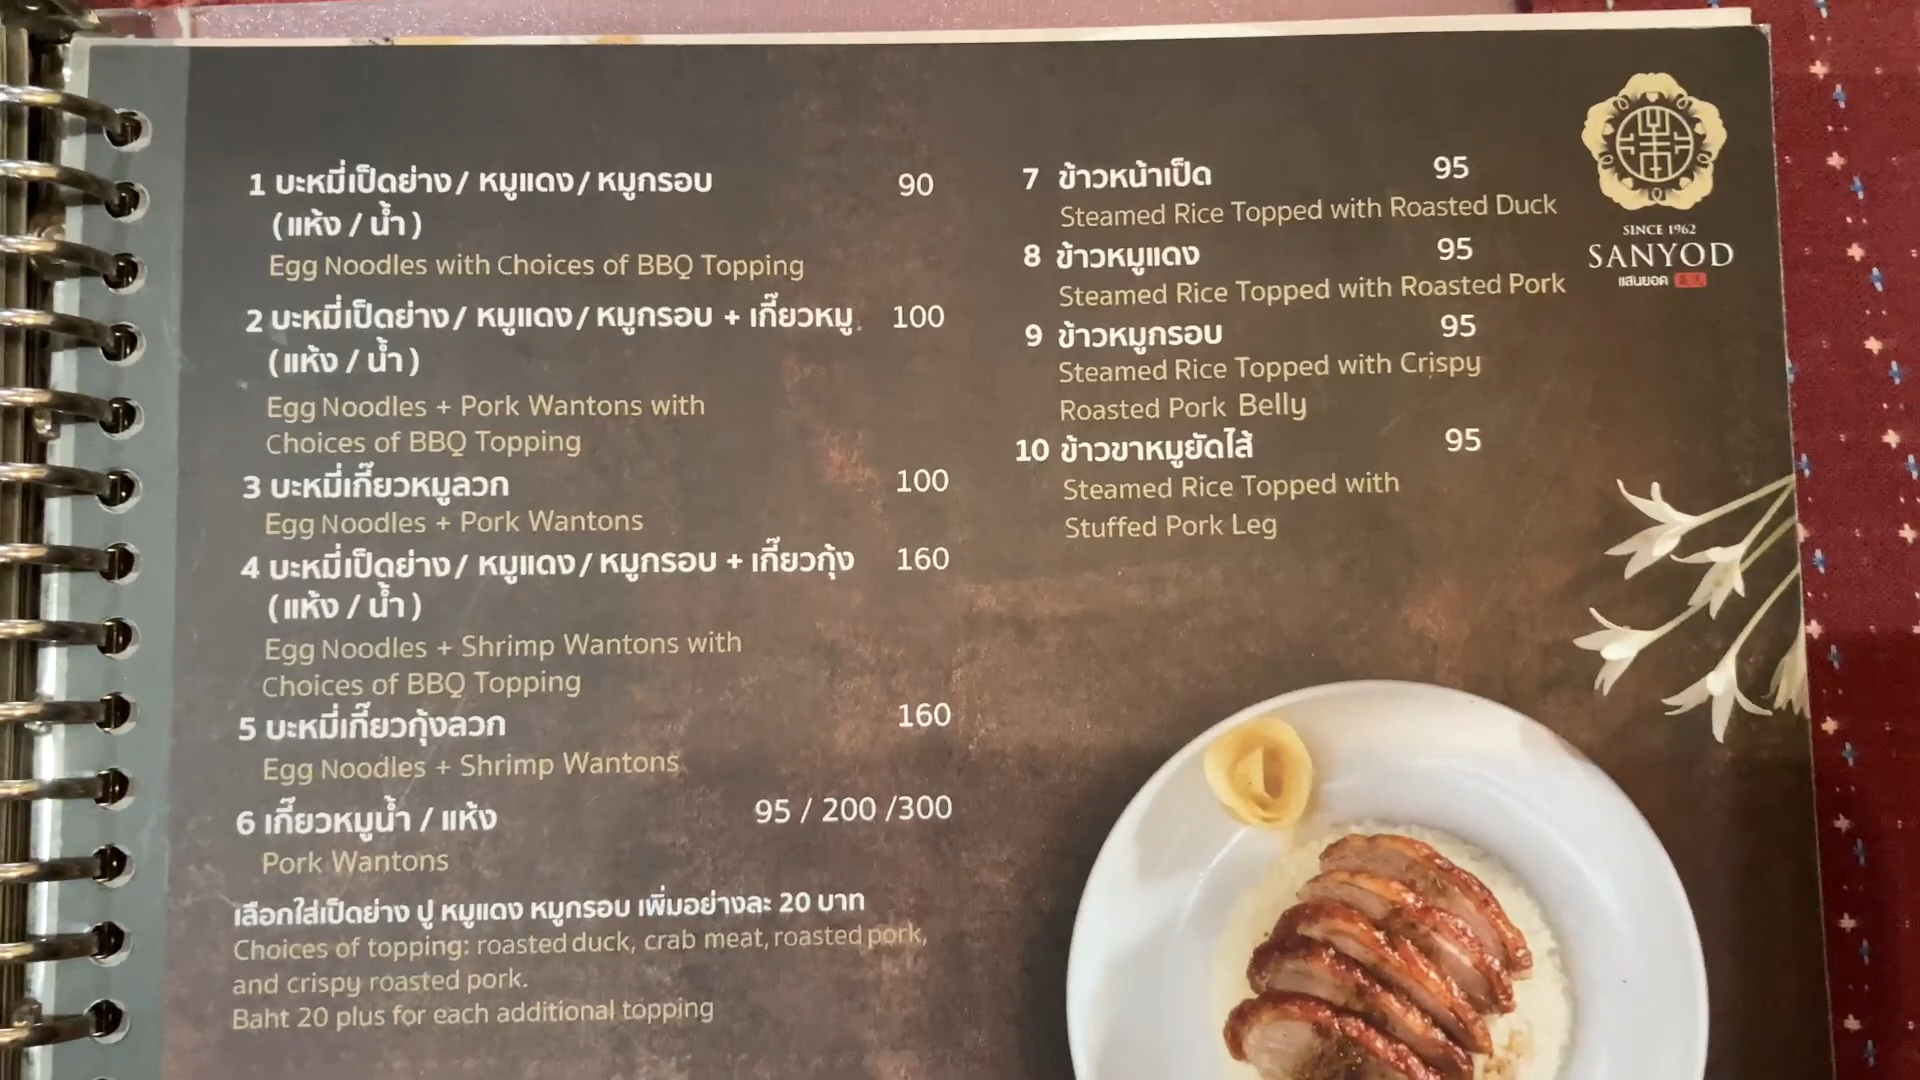 1 บะหมี่เป็ดย่าง / หมูแดง / หมูกรอบ 90
(แห้ง / น้ำ)
Egg Noodles with Choices of BBQ Topping
2 บะหมี่เป็ดย่าง / หมูแดง / หมูกรอบ + เกี๊ยวหมู 100
(แห้ง / น้ำ)
Egg Noodles + Pork Wantons with
Choices of BBQ Topping
3 บะหมี่เกี๊ยวหมูลวก 100
Egg Noodles + Pork Wantons
4 บะหมี่เป็ดย่าง / หมูแดง / หมูกรอบ + เกี๊ยวกุ้ง 160
(แห้ง / น้ำ)
Egg Noodles + Shrimp Wantons with
Choices of BBQ Topping
5 บะหมี่เกี๊ยวกุ้งลวก 160
Egg Noodles + Shrimp Wantons
6 เกี๊ยวหมูน้ำ / แห้ง 95 / 200 /300
Pork Wantons
เลือกใส่เป็ดย่าง ปู หมูแดง หมูกรอบ เพิ่มอย่างละ 20 บาท
Choices of topping: roasted duck, crab meat, roasted pork,
and crispy roasted pork.
Baht 20 plus for each additional topping
7 ข้าวหน้าเป็ด 95
Steamed Rice Topped with Roasted Duck
8 ข้าวหมูแดง 95
Steamed Rice Topped with Roasted Pork
9 ข้าวหมูกรอบ 95
Steamed Rice Topped with Crispy
Roasted Pork Belly
10 ข้าวขาหมูยัดไส้ 95
Steamed Rice Topped with
Stuffed Pork Leg
SINCE 1962
SANYOD
แสนยอด